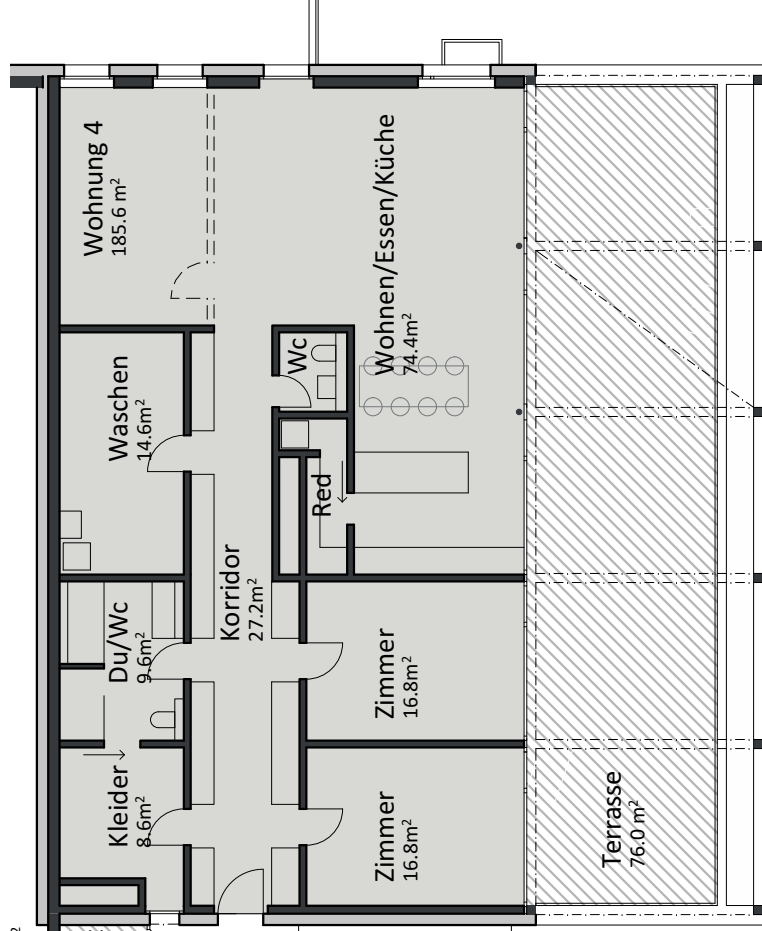 Wohnung 4
185.6 m²
Wohnen/Essen/Küche
74.4m²
Waschen
14.6m²
Wc
Red
Korridor
27.2m²
Du/Wc
9.6m²
Zimmer
16.8m²
Kleider
8.6m²
Zimmer
16.8m²
Terrasse
76.0 m²